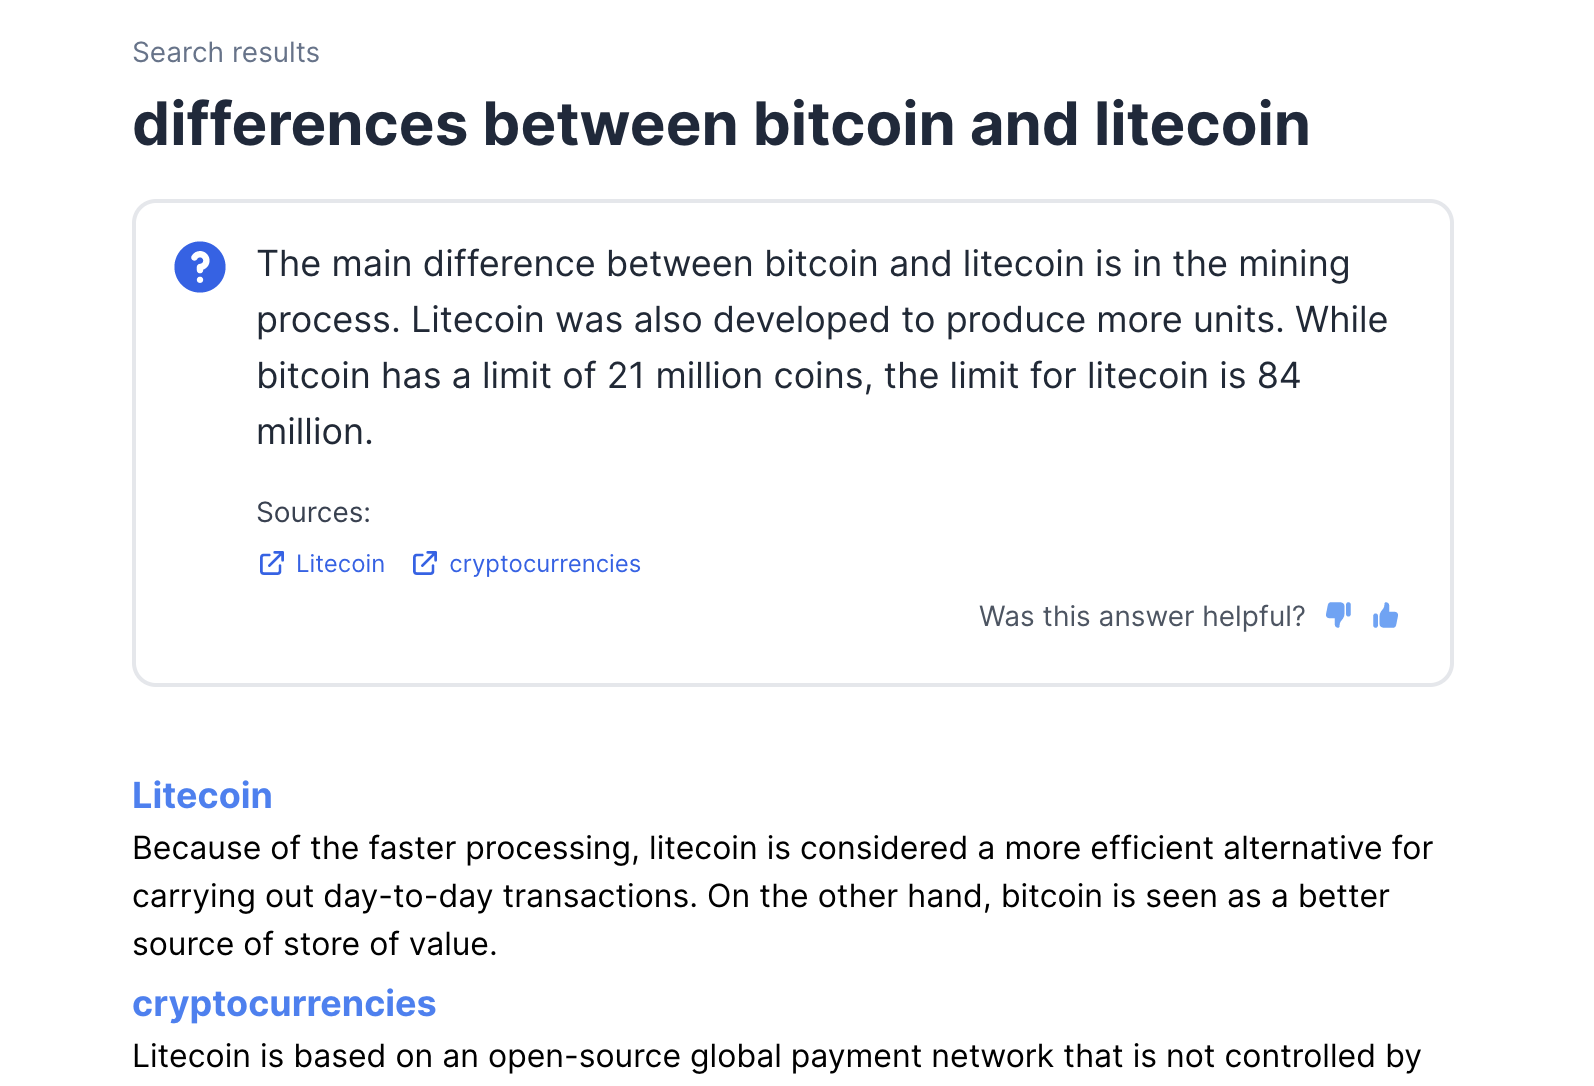 Search results
differences between bitcoin and litecoin
The main difference between bitcoin and litecoin is in the mining
process. Litecoin was also developed to produce more units. While
bitcoin has a limit of 21 million coins, the limit for litecoin is 84
million.
Sources:
Litecoin cryptocurrencies
Was this answer helpful?
Litecoin
Because of the faster processing, litecoin is considered a more efficient alternative for
carrying out day-to-day transactions. On the other hand, bitcoin is seen as a better
source of store of value.
cryptocurrencies
Litecoin is based on an open-source global payment network that is not controlled by